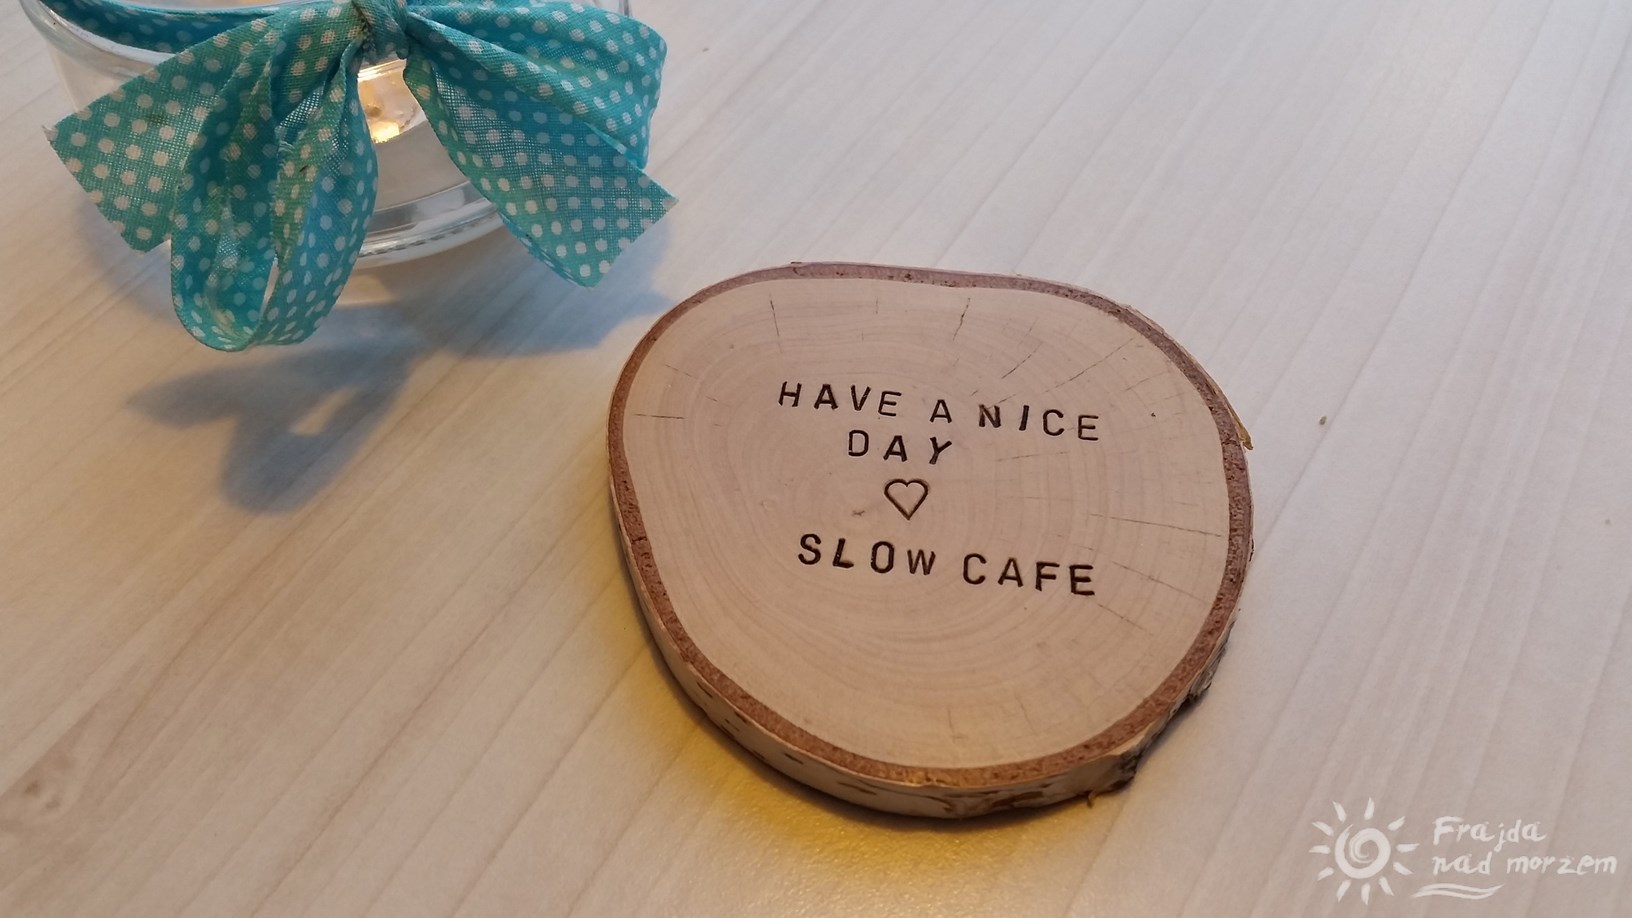 HAVE A NICE
DAY
♡
SLOW CAFE
Frajda
nad morzem